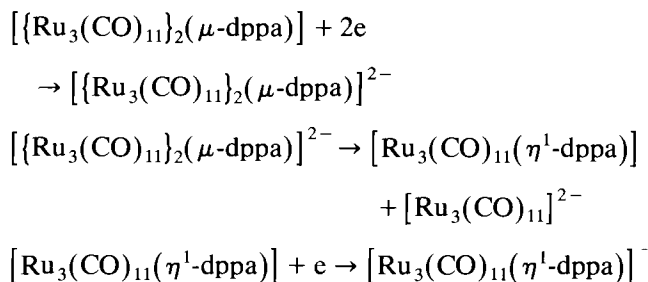 [{Ru₃(CO)₁₁}₂(μ-dppa)] + 2e
→ [{Ru₃(CO)₁₁}₂(μ-dppa)]²⁻
[{Ru₃(CO)₁₁}₂(μ-dppa)]²⁻ → [Ru₃(CO)₁₁(η¹-dppa)]
+ [Ru₃(CO)₁₁]²⁻
[Ru₃(CO)₁₁(η¹-dppa)] + e → [Ru₃(CO)₁₁(η¹-dppa)]⁻